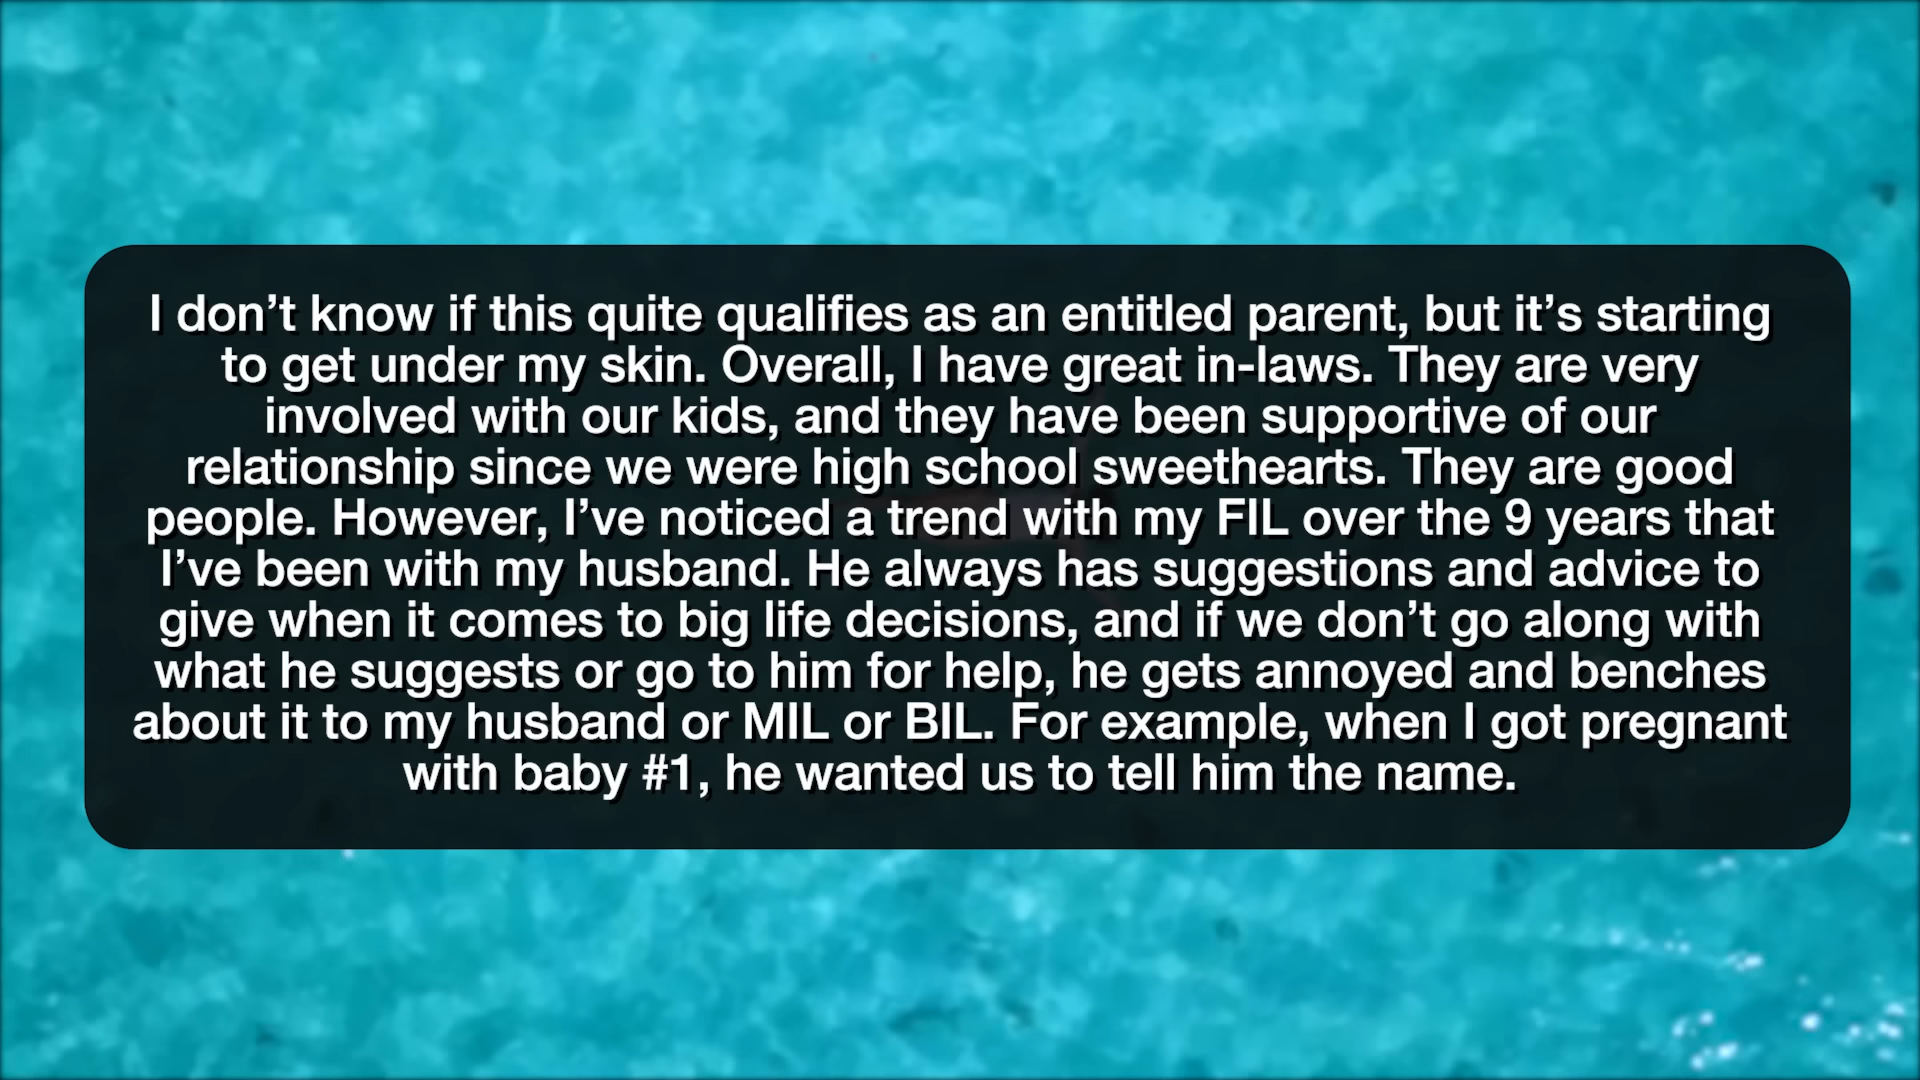 I don’t know if this quite qualifies as an entitled parent, but it’s starting
to get under my skin. Overall, I have great in-laws. They are very
involved with our kids, and they have been supportive of our
relationship since we were high school sweethearts. They are good
people. However, I’ve noticed a trend with my FIL over the 9 years that
I’ve been with my husband. He always has suggestions and advice to
give when it comes to big life decisions, and if we don’t go along with
what he suggests or go to him for help, he gets annoyed and benches
about it to my husband or MIL or BIL. For example, when I got pregnant
with baby #1, he wanted us to tell him the name.